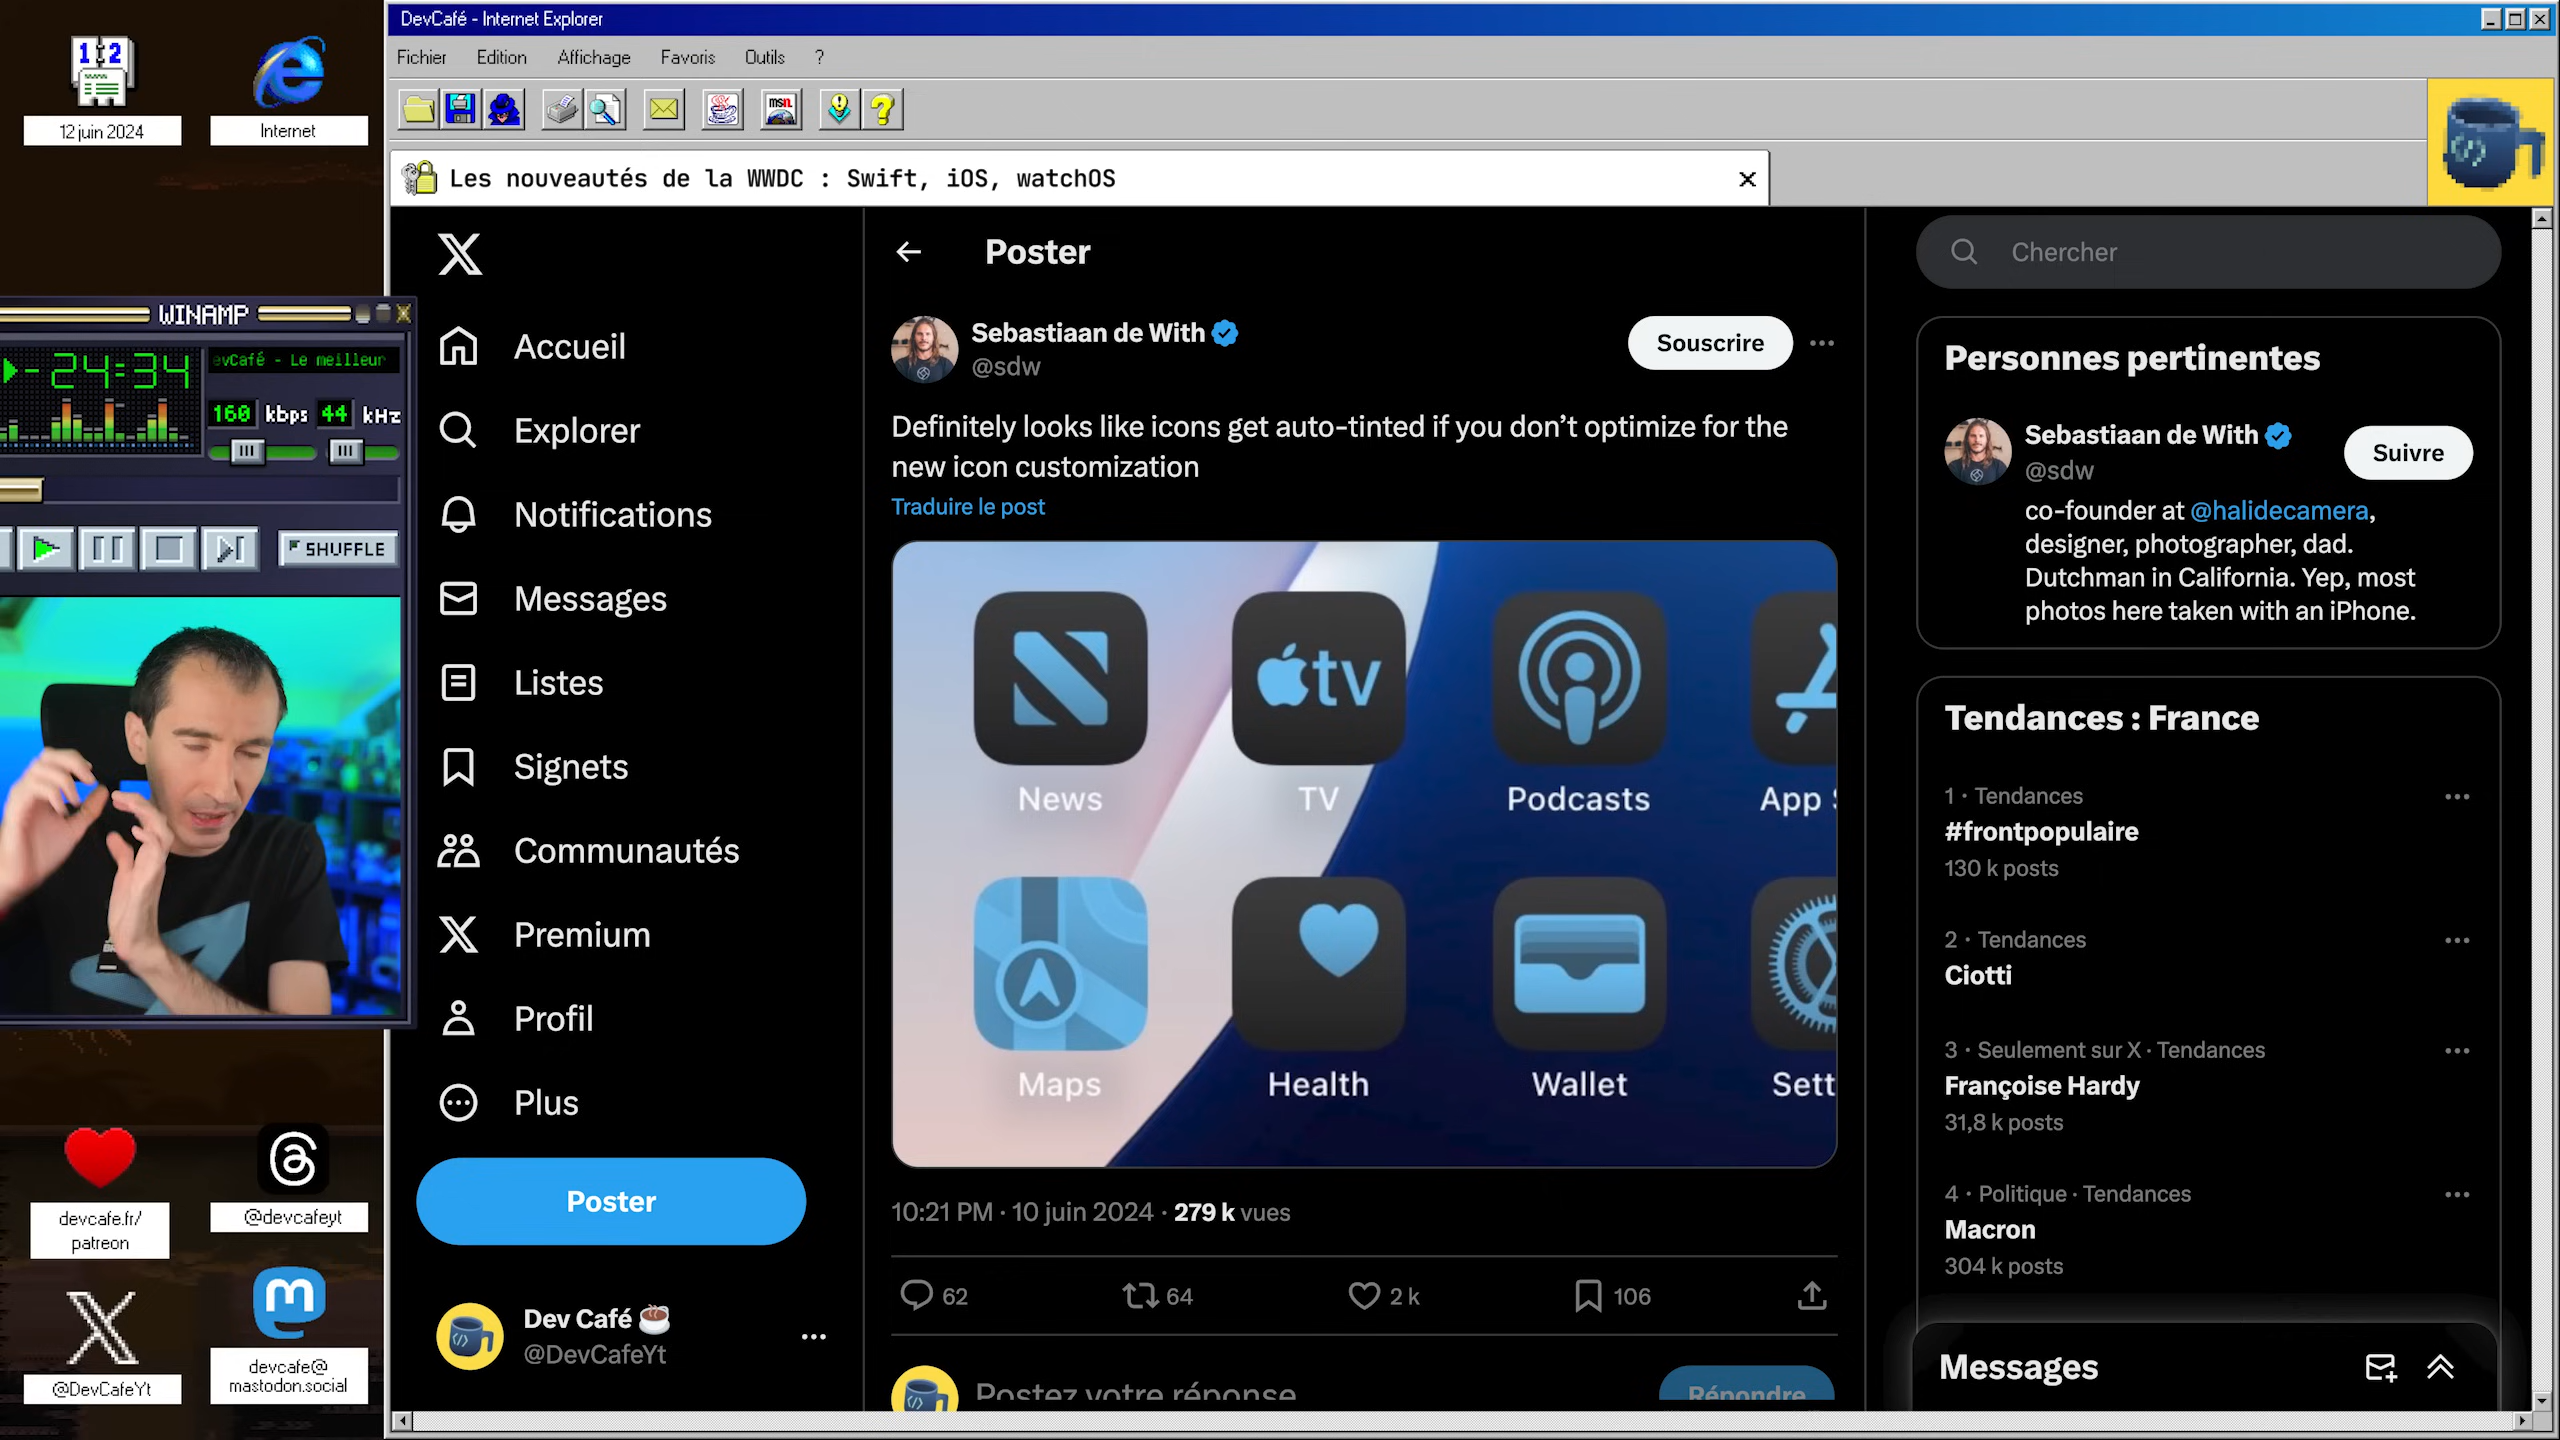 DevCafé - Internet Explorer
Fichier Edition Affichage Favoris Outils ?
12
12 juin 2024
Internet
msn
Les nouveautés de la WWDC : Swift, iOS, watchOS
WINAMP
24:34
evCafé - Le meilleur
160 kbps 44 kHz
SHUFFLE
devcafe.fr/
patreon
@devcafeyt
@DevCafeYt
devcafe@
mastodon.social
Accueil
Explorer
Notifications
Messages
Listes
Signets
Communautés
Premium
Profil
Plus
Poster
Dev Café
@DevCafeYt
Poster
Sebastiaan de With
@sdw
Souscrire
Definitely looks like icons get auto-tinted if you don’t optimize for the
new icon customization
Traduire le post
tv
News TV Podcasts App
Maps Health Wallet Sett
10:21 PM · 10 juin 2024 · 279 k vues
62 64 2 k 106
Postez votre réponse
Répondre
Chercher
Personnes pertinentes
Sebastiaan de With
@sdw
Suivre
co-founder at @halidecamera,
designer, photographer, dad.
Dutchman in California. Yep, most
photos here taken with an iPhone.
Tendances : France
1 · Tendances
#frontpopulaire
130 k posts
2 · Tendances
Ciotti
3 · Seulement sur X · Tendances
Françoise Hardy
31,8 k posts
4 · Politique · Tendances
Macron
304 k posts
Messages